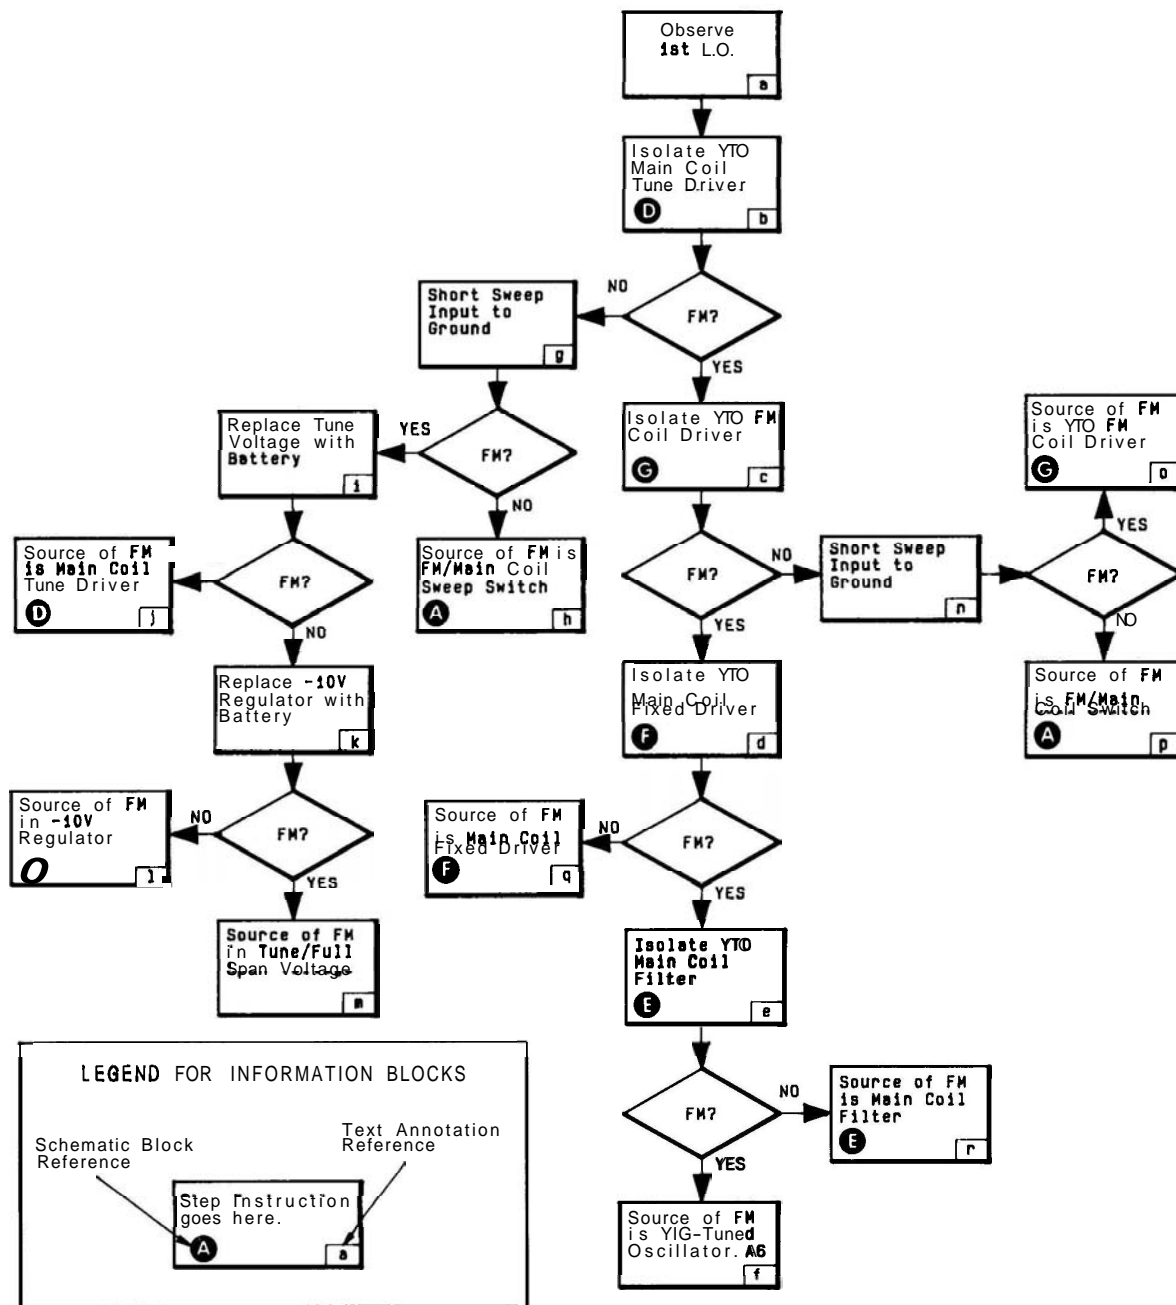 Observe
1st L.O.
a
Isolate YTO
Main Coil
Tune Driver
D
b
FM?
NO
YES
Short Sweep
Input to
Ground
g
FM?
YES
NO
Replace Tune
Voltage with
Battery
i
FM?
NO
Source of FM
is Main Coil
Tune Driver
D
j
Source of FM is
FM/Main Coil
Sweep Switch
A
h
Replace -10V
Regulator with
Battery
k
FM?
NO
YES
Source of FM
in -10V
Regulator
O
l
Source of FM
in Tune/Full
Span Voltage
m
Isolate YTO FM
Coil Driver
G
c
FM?
NO
YES
Short Sweep
Input to
Ground
n
FM?
YES
NO
Source of FM
is YTO FM
Coil Driver
G
o
Source of FM
is FM/Main
Coil Switch
A
p
Isolate YTO
Main Coil
Fixed Driver
F
d
FM?
NO
YES
Source of FM
is Main Coil
Fixed Driver
F
q
Isolate YTO
Main Coil
Filter
E
e
FM?
NO
YES
Source of FM
is Main Coil
Filter
E
r
Source of FM
is YIG-Tuned
Oscillator. A6
f
LEGEND FOR INFORMATION BLOCKS
Schematic Block
Reference
Text Annotation
Reference
Step Instruction
goes here.
A
a